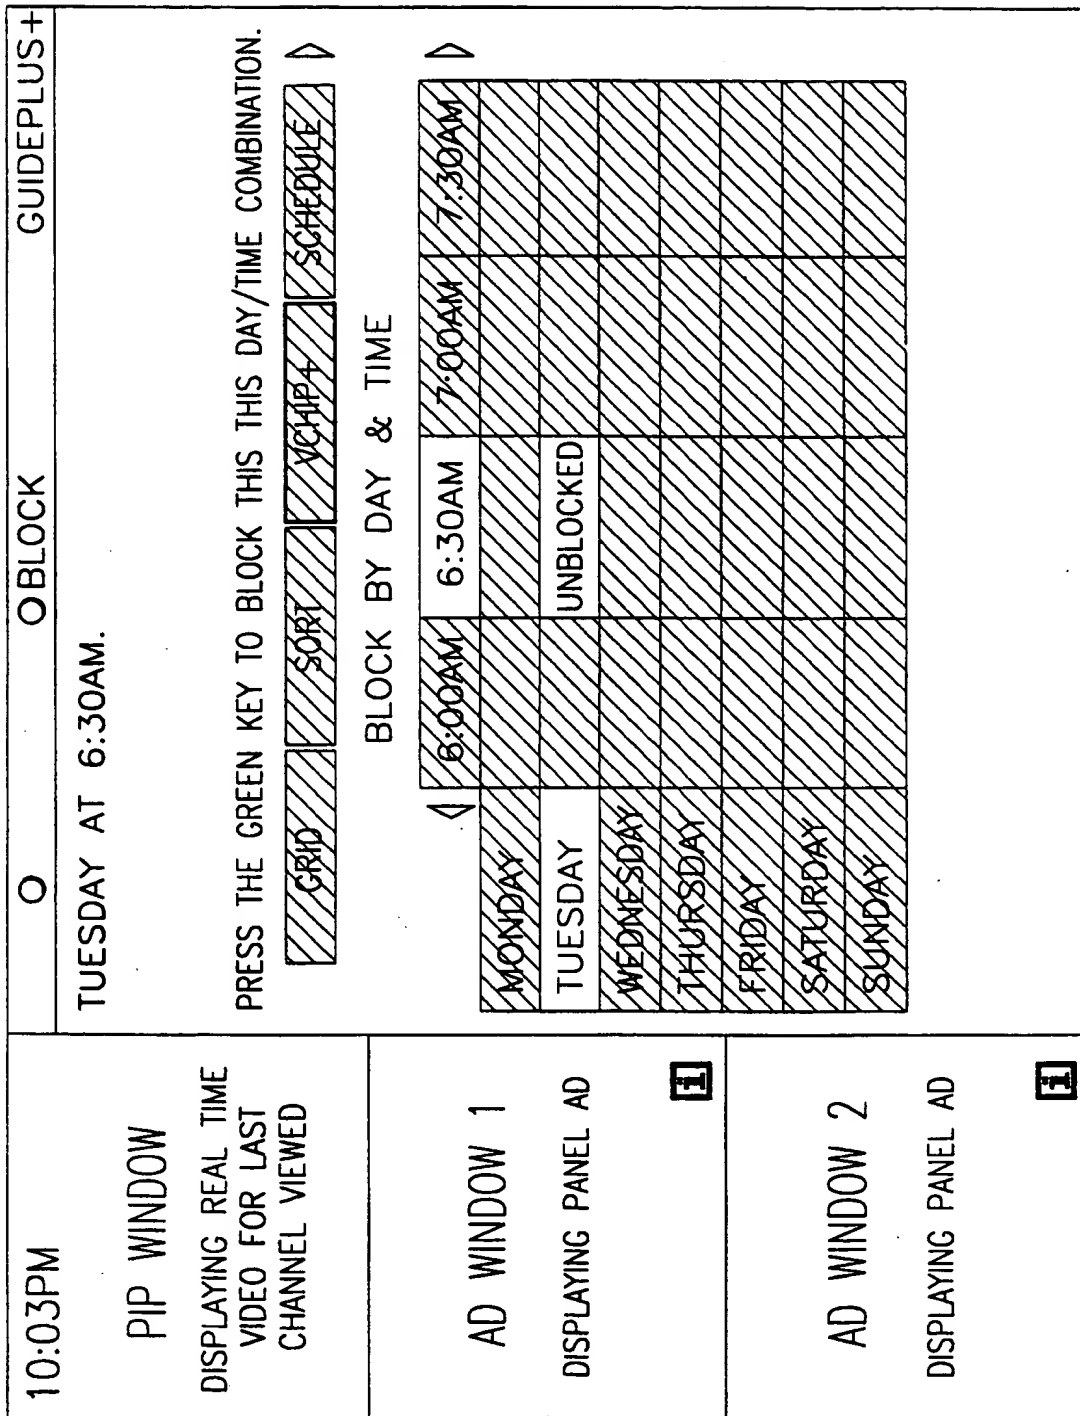 10:03PM
PIP WINDOW
DISPLAYING REAL TIME
VIDEO FOR LAST
CHANNEL VIEWED
AD WINDOW 1
DISPLAYING PANEL AD
i
AD WINDOW 2
DISPLAYING PANEL AD
i
BLOCK
GUIDEPLUS+
TUESDAY AT 6:30AM.
PRESS THE GREEN KEY TO BLOCK THIS THIS DAY/TIME COMBINATION.
GRID SORT VCHIP+ SCHEDULE
BLOCK BY DAY & TIME
6:00AM 6:30AM 7:00AM 7:30AM
MONDAY
TUESDAY UNBLOCKED
WEDNESDAY
THURSDAY
FRIDAY
SATURDAY
SUNDAY